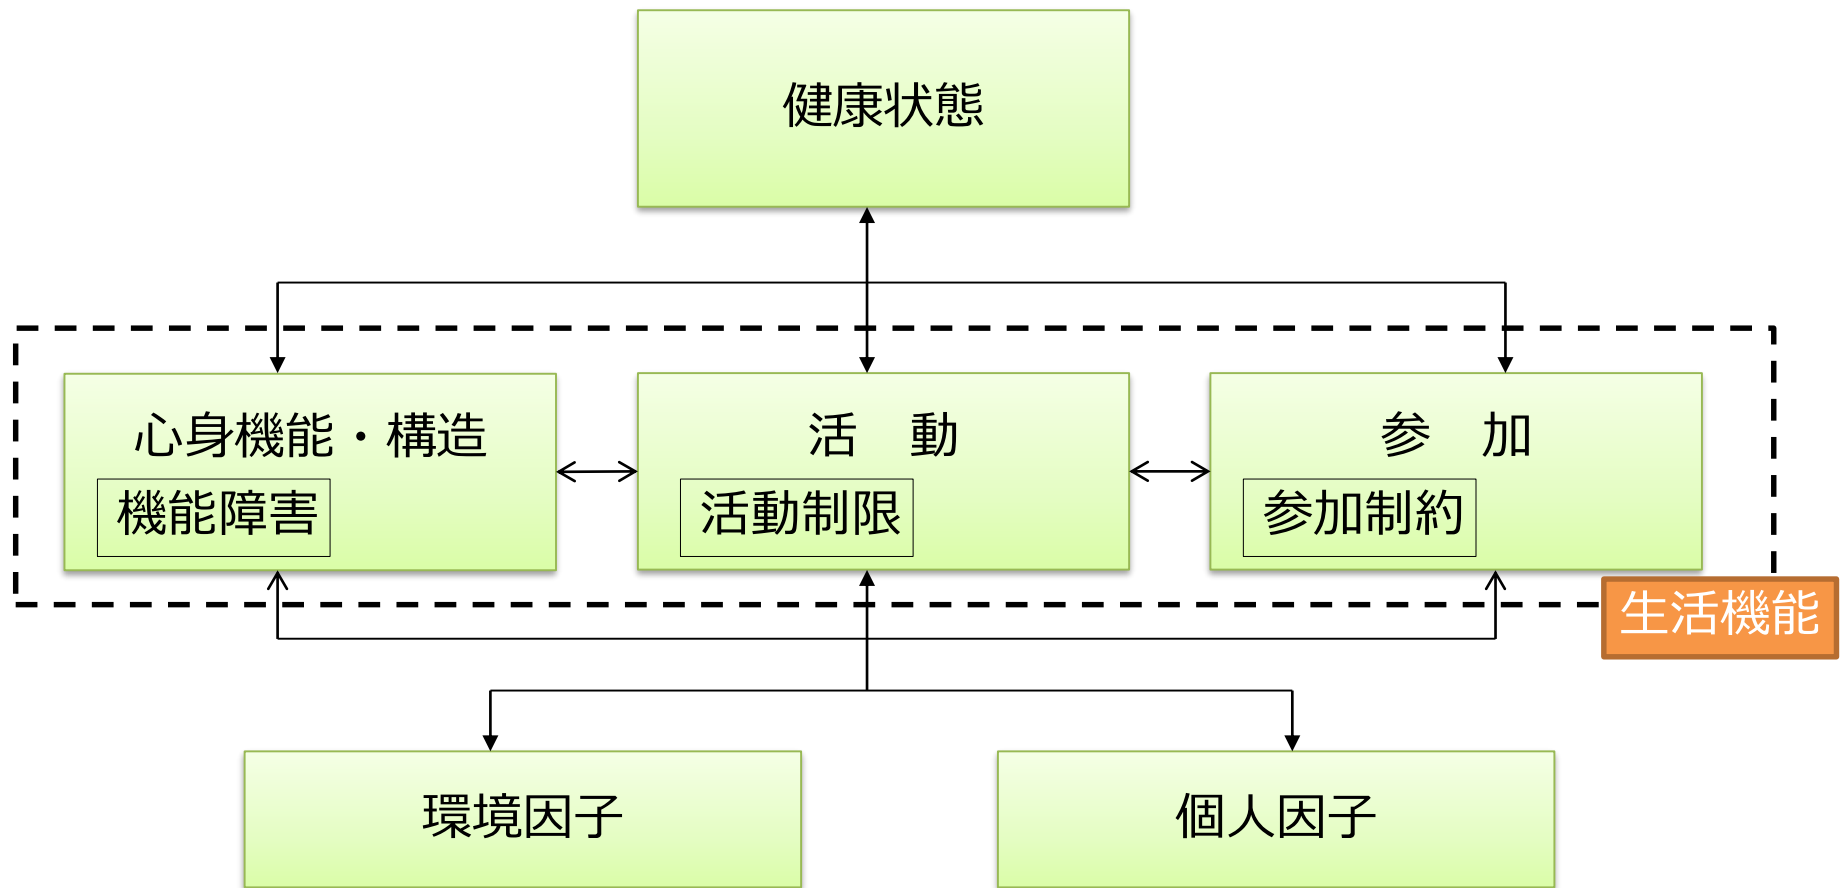 健康状態
心身機能・構造
機能障害
活　動
活動制限
参　加
参加制約
生活機能
環境因子
個人因子